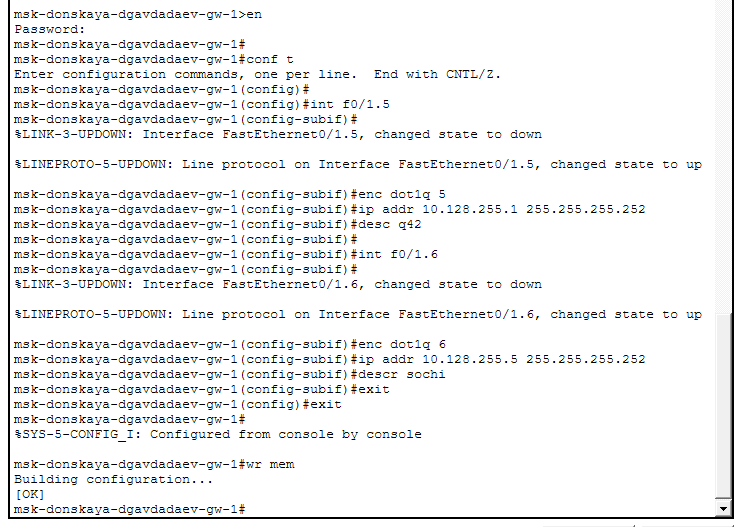 msk-donskaya-dgavdadaev-gw-1>en
Password:
msk-donskaya-dgavdadaev-gw-1#
msk-donskaya-dgavdadaev-gw-1#conf t
Enter configuration commands, one per line.  End with CNTL/Z.
msk-donskaya-dgavdadaev-gw-1(config)#
msk-donskaya-dgavdadaev-gw-1(config)#int f0/1.5
msk-donskaya-dgavdadaev-gw-1(config-subif)#
%LINK-3-UPDOWN: Interface FastEthernet0/1.5, changed state to down
%LINEPROTO-5-UPDOWN: Line protocol on Interface FastEthernet0/1.5, changed state to up
msk-donskaya-dgavdadaev-gw-1(config-subif)#enc dot1q 5
msk-donskaya-dgavdadaev-gw-1(config-subif)#ip addr 10.128.255.1 255.255.255.252
msk-donskaya-dgavdadaev-gw-1(config-subif)#desc q42
msk-donskaya-dgavdadaev-gw-1(config-subif)#
msk-donskaya-dgavdadaev-gw-1(config-subif)#int f0/1.6
msk-donskaya-dgavdadaev-gw-1(config-subif)#
%LINK-3-UPDOWN: Interface FastEthernet0/1.6, changed state to down
%LINEPROTO-5-UPDOWN: Line protocol on Interface FastEthernet0/1.6, changed state to up
msk-donskaya-dgavdadaev-gw-1(config-subif)#enc dot1q 6
msk-donskaya-dgavdadaev-gw-1(config-subif)#ip addr 10.128.255.5 255.255.255.252
msk-donskaya-dgavdadaev-gw-1(config-subif)#descr sochi
msk-donskaya-dgavdadaev-gw-1(config-subif)#exit
msk-donskaya-dgavdadaev-gw-1(config)#exit
msk-donskaya-dgavdadaev-gw-1#
%SYS-5-CONFIG_I: Configured from console by console
msk-donskaya-dgavdadaev-gw-1#wr mem
Building configuration...
[OK]
msk-donskaya-dgavdadaev-gw-1#